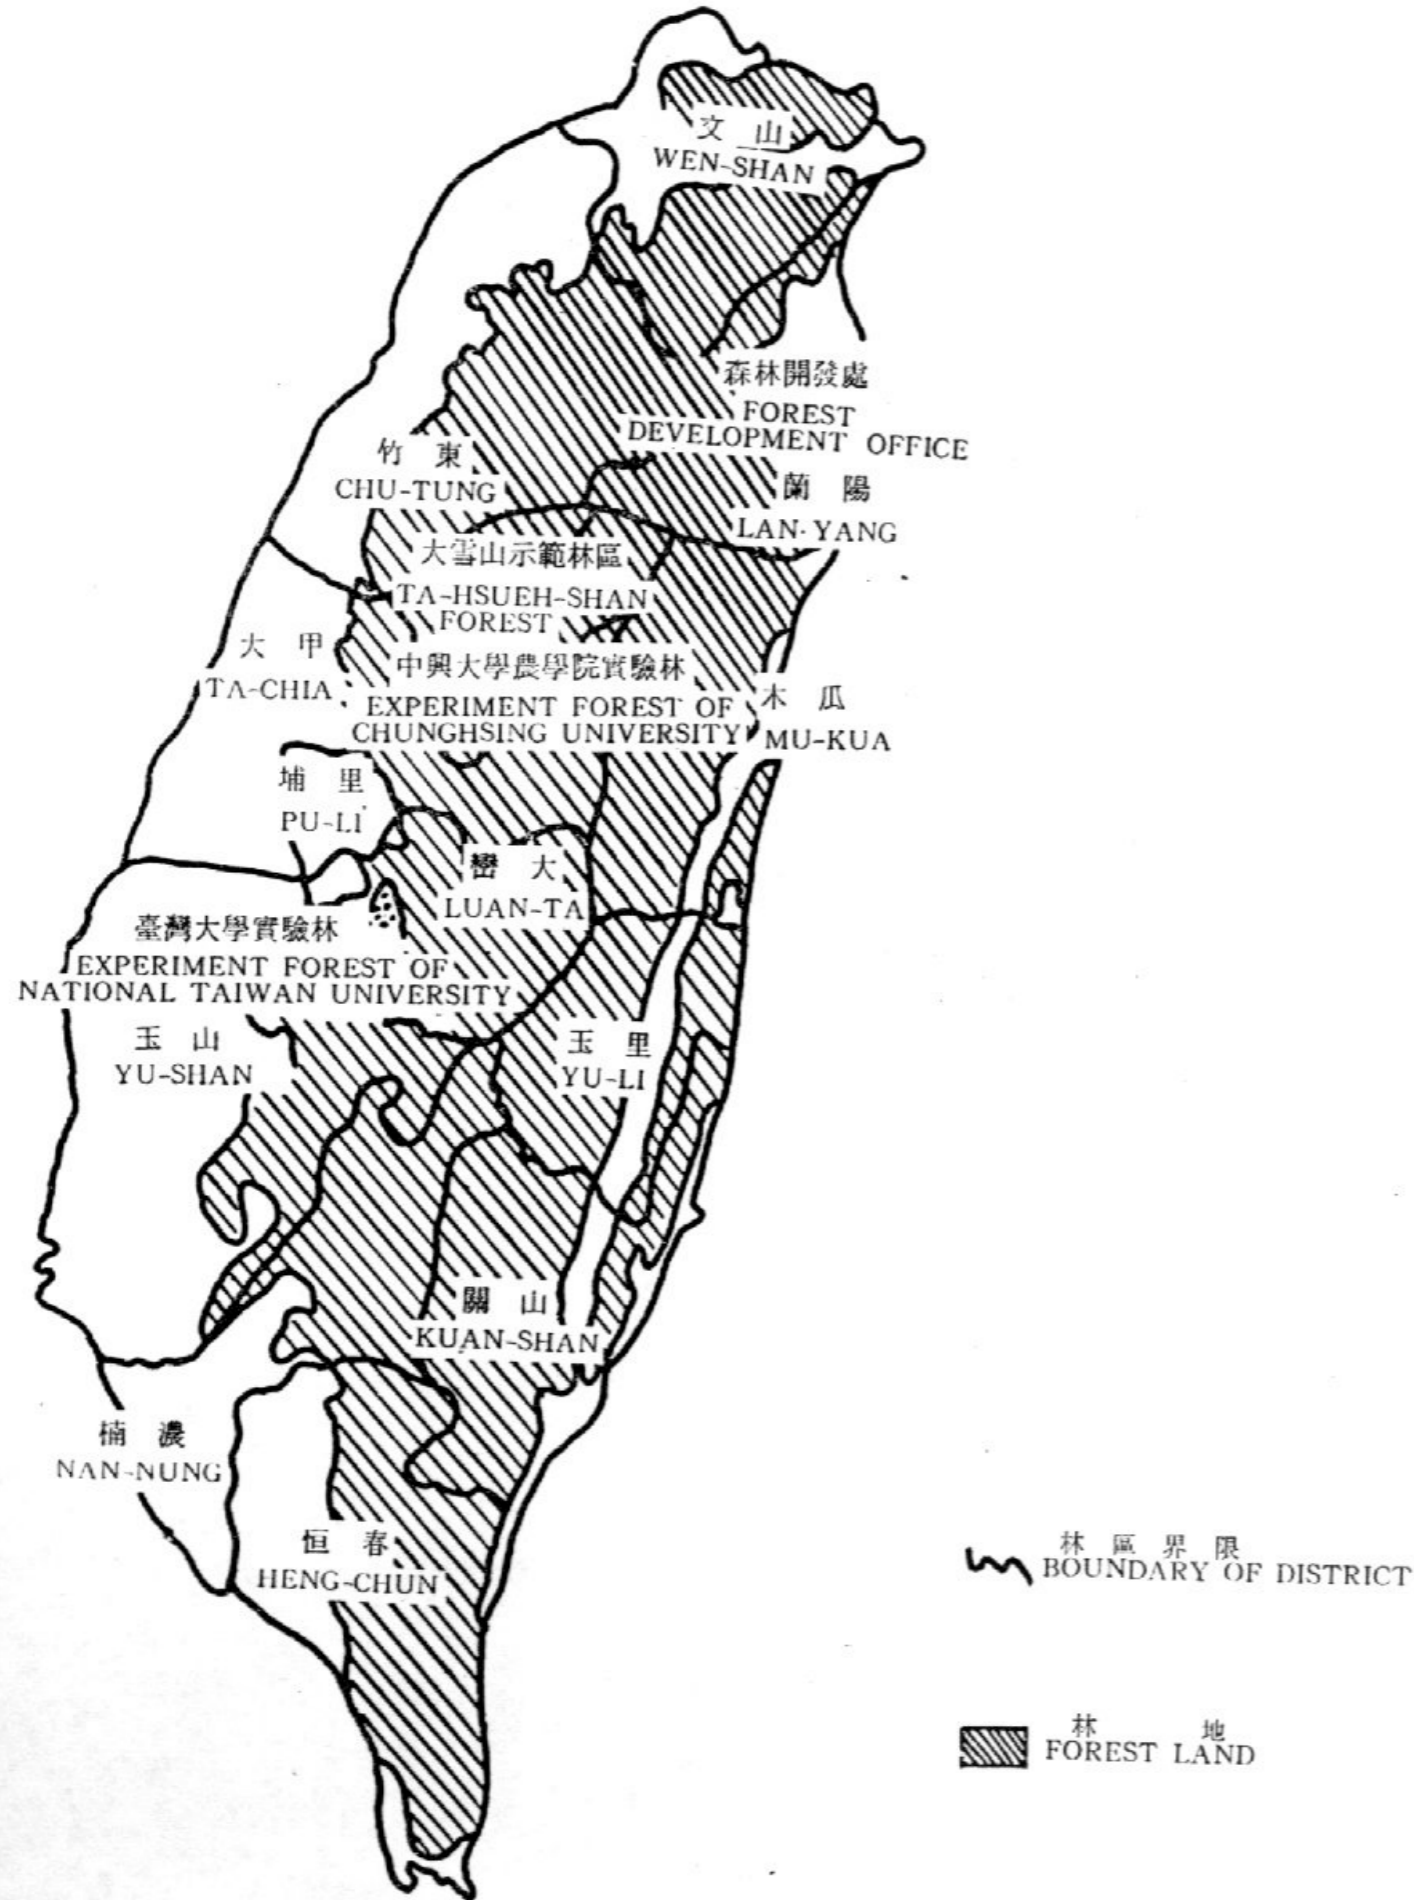 文山
WEN-SHAN
森林開發處
FOREST
DEVELOPMENT OFFICE
竹東
CHU-TUNG
蘭陽
LAN-YANG
大雪山示範林區
TA-HSUEH-SHAN
FOREST
大甲
TA-CHIA
中興大學農學院實驗林
EXPERIMENT FOREST OF
CHUNGHSING UNIVERSITY
木瓜
MU-KUA
埔里
PU-LI
巒大
LUAN-TA
臺灣大學實驗林
EXPERIMENT FOREST OF
NATIONAL TAIWAN UNIVERSITY
玉山
YU-SHAN
玉里
YU-LI
關山
KUAN-SHAN
楠濃
NAN-NUNG
恒春
HENG-CHUN
林區界限
BOUNDARY OF DISTRICT
林地
FOREST LAND